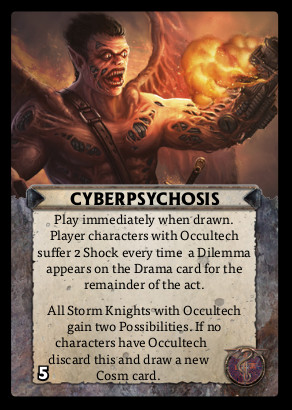 CYBERPSYCHOSIS
Play immediately when drawn.
Player characters with Occultech
suffer 2 Shock every time a Dilemma
appears on the Drama card for the
remainder of the act.
All Storm Knights with Occultech
gain two Possibilities. If no
characters have Occultech
discard this and draw a new
Cosm card.
5